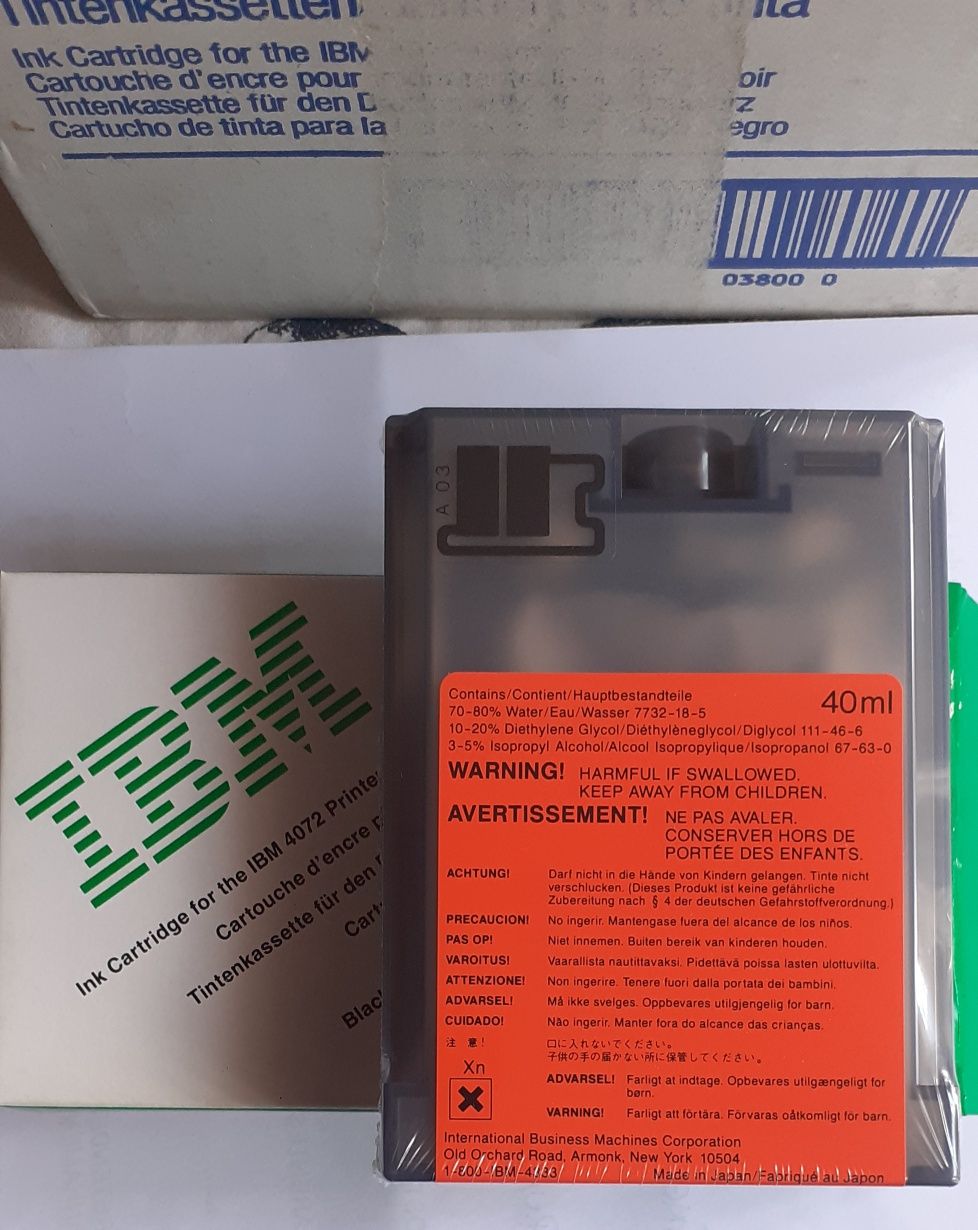 Tintenkassetten
Ink Cartridge for the IBM
Cartouche d'encre pour oir
Tintenkassette für den D
Cartucho de tinta para la egro
03800 0
A 03
IBM
Ink Cartridge for the IBM 4072 Printe
Cartouche d'encre p
Tintenkassette für den
Cart
Blac
Contains/Contient/Hauptbestandteile
40ml
70-80% Water/Eau/Wasser 7732-18-5
10-20% Diethylene Glycol/Diéthylèneglycol/Diglycol 111-46-6
3-5% Isopropyl Alcohol/Alcool Isopropylique/Isopropanol 67-63-0
WARNING! HARMFUL IF SWALLOWED.
KEEP AWAY FROM CHILDREN.
AVERTISSEMENT! NE PAS AVALER.
CONSERVER HORS DE
PORTÉE DES ENFANTS.
ACHTUNG! Darf nicht in die Hände von Kindern gelangen. Tinte nicht
verschlucken. (Dieses Produkt ist keine gefährliche
Zubereitung nach § 4 der deutschen Gefahrstoffverordnung.)
PRECAUCION! No ingerir. Mantengase fuera del alcance de los niños.
PAS OP! Niet innemen. Buiten bereik van kinderen houden.
VAROITUS! Vaarallista nautittavaksi. Pidettävä poissa lasten ulottuvilta.
ATTENZIONE! Non ingerire. Tenere fuori dalla portata dei bambini.
ADVARSEL! Må ikke svelges. Oppbevares utilgjengelig for barn.
CUIDADO! Não ingerir. Manter fora do alcance das crianças.
注 意! 口に入れないでください。
子供の手の届かない所に保管してください。
Xn
ADVARSEL! Farligt at indtage. Opbevares utilgængeligt for
børn.
VARNING! Farligt att förtära. Förvaras oåtkomligt för barn.
International Business Machines Corporation
Old Orchard Road, Armonk, New York 10504
1-800-IBM-4333 Made in Japan/Fabriqué au Japon